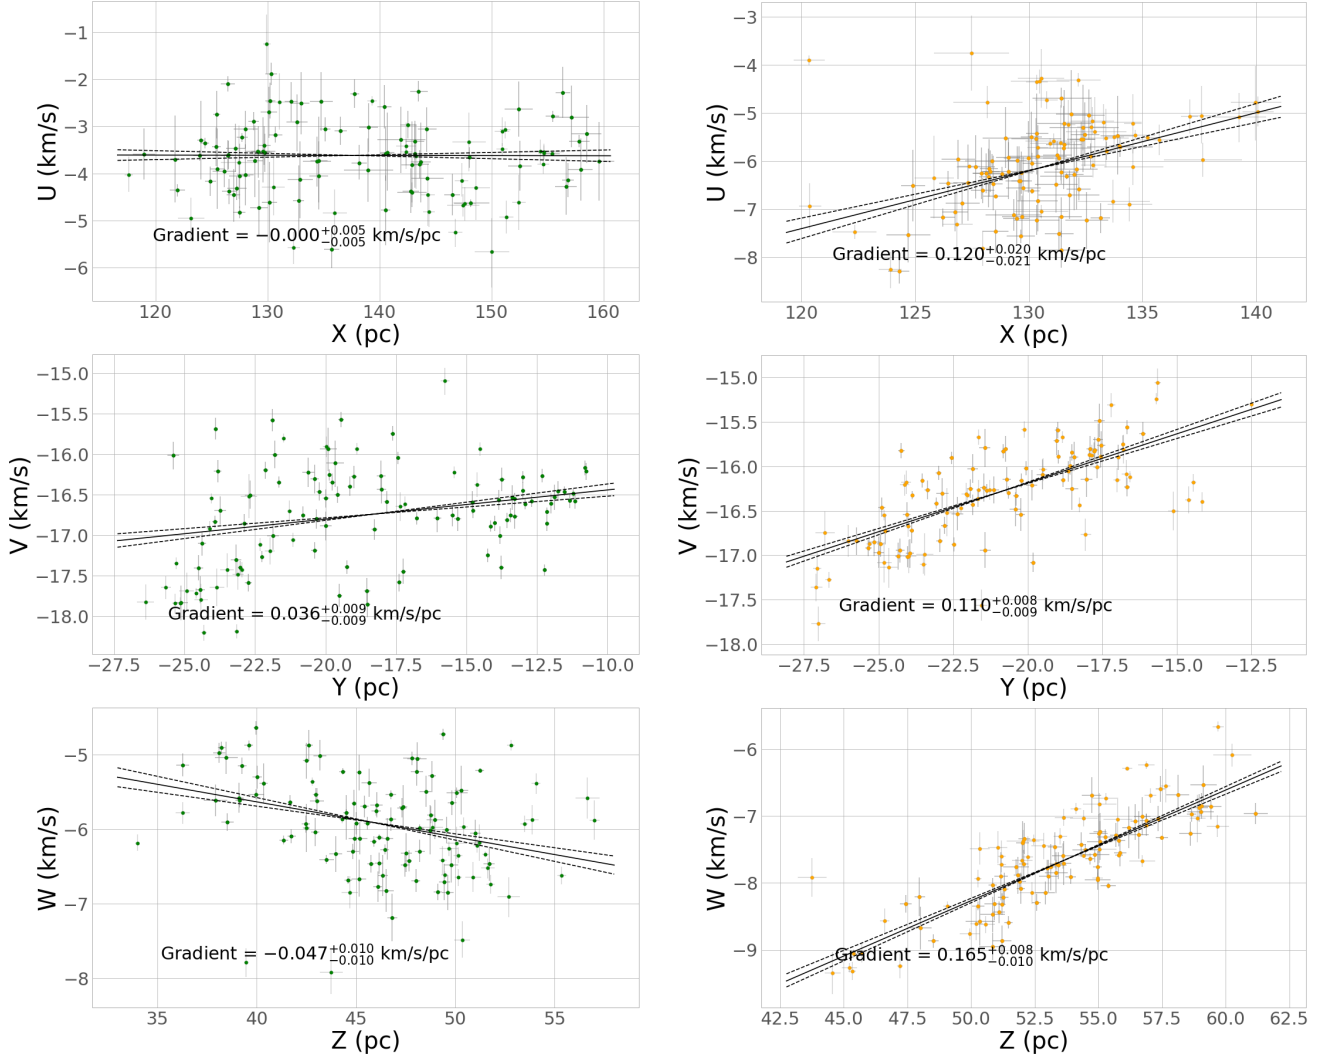 −1
−2
−3
−4
−5
−6
U (km/s)
Gradient = −0.000 +0.005 −0.005 km/s/pc
120 130 140 150 160
X (pc)
−3
−4
−5
−6
−7
−8
U (km/s)
Gradient = 0.120 +0.020 −0.021 km/s/pc
120 125 130 135 140
X (pc)
−15.0
−15.5
−16.0
−16.5
−17.0
−17.5
−18.0
V (km/s)
Gradient = 0.036 +0.009 −0.009 km/s/pc
−27.5 −25.0 −22.5 −20.0 −17.5 −15.0 −12.5 −10.0
Y (pc)
−15.0
−15.5
−16.0
−16.5
−17.0
−17.5
−18.0
V (km/s)
Gradient = 0.110 +0.008 −0.009 km/s/pc
−27.5 −25.0 −22.5 −20.0 −17.5 −15.0 −12.5
Y (pc)
−5
−6
−7
−8
W (km/s)
Gradient = −0.047 +0.010 −0.010 km/s/pc
35 40 45 50 55
Z (pc)
−6
−7
−8
−9
W (km/s)
Gradient = 0.165 +0.008 −0.010 km/s/pc
42.5 45.0 47.5 50.0 52.5 55.0 57.5 60.0 62.5
Z (pc)